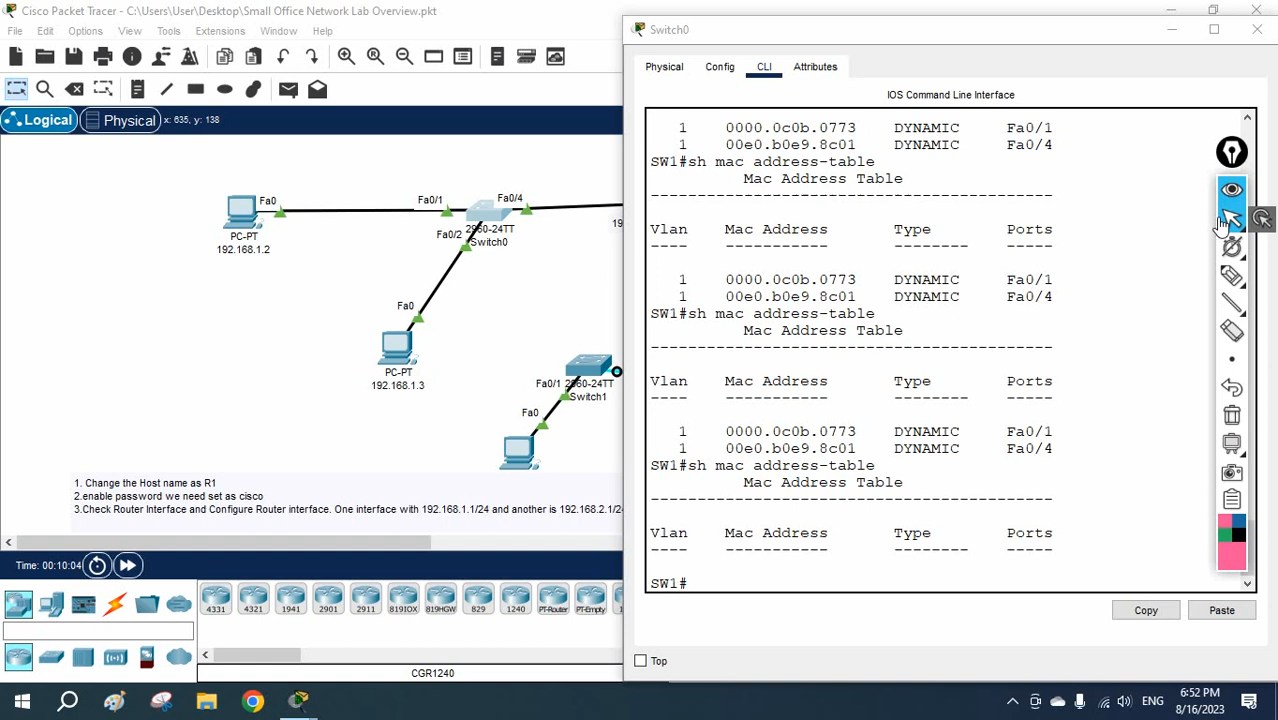 Cisco Packet Tracer - C:\Users\User\Desktop\Small Office Network Lab Overview.pkt
File Edit Options View Tools Extensions Window Help
Logical Physical x: 635, y: 138
Fa0
Fa0/1
Fa0/4
PC-PT
192.168.1.2
2960-24TT
Switch0
Fa0/2
19
Fa0
PC-PT
192.168.1.3
Fa0/1 2960-24TT
Switch1
Fa0
1. Change the Host name as R1
2.enable password we need set as cisco
3.Check Router Interface and Configure Router interface. One interface with 192.168.1.1/24 and another is 192.168.2.1/24
Time: 00:10:04
4331 4321 1941 2901 2911 819IOX 819HGW 829 1240 PT-Router PT-Empty
CGR1240
Switch0
Physical Config CLI Attributes
IOS Command Line Interface
1 0000.0c0b.0773 DYNAMIC Fa0/1
1 00e0.b0e9.8c01 DYNAMIC Fa0/4
SW1#sh mac address-table
Mac Address Table
-------------------------------------------
Vlan Mac Address Type Ports
---- ----------- -------- -----
1 0000.0c0b.0773 DYNAMIC Fa0/1
1 00e0.b0e9.8c01 DYNAMIC Fa0/4
SW1#sh mac address-table
Mac Address Table
-------------------------------------------
Vlan Mac Address Type Ports
---- ----------- -------- -----
1 0000.0c0b.0773 DYNAMIC Fa0/1
1 00e0.b0e9.8c01 DYNAMIC Fa0/4
SW1#sh mac address-table
Mac Address Table
-------------------------------------------
Vlan Mac Address Type Ports
---- ----------- -------- -----
SW1#
Copy Paste
Top
ENG
6:52 PM
8/16/2023